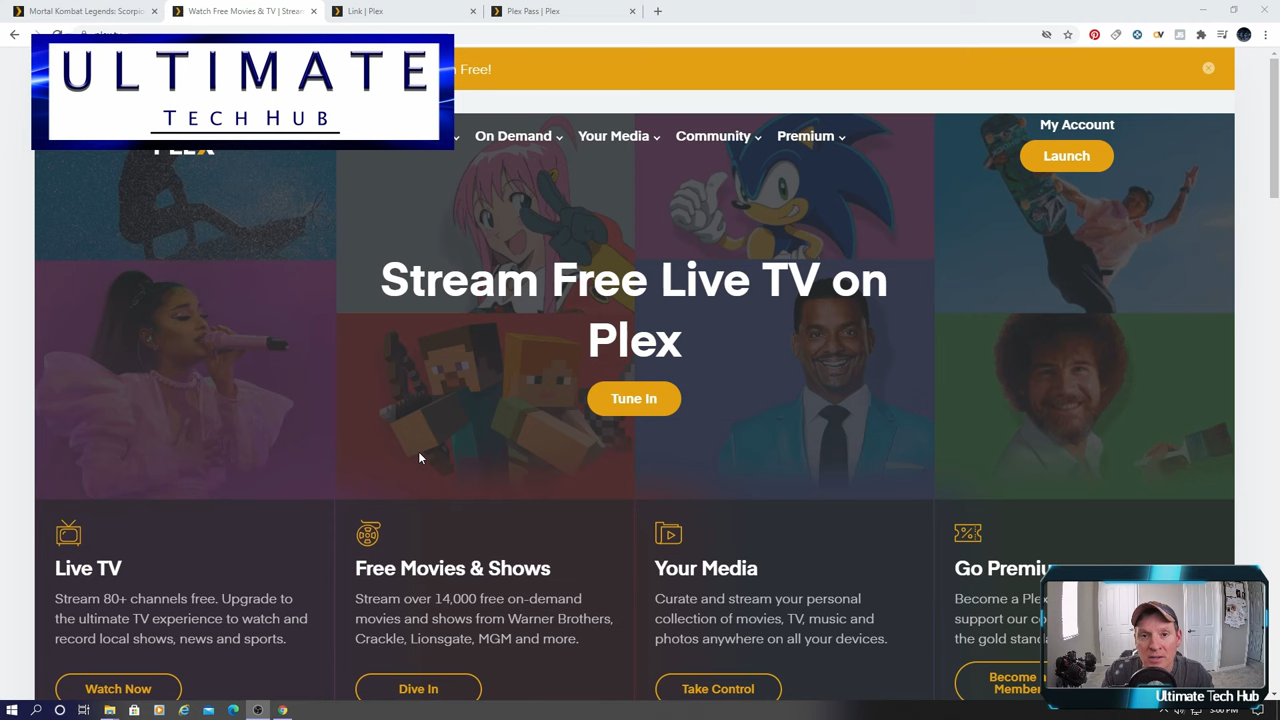 Mortal Kombat Legends: Scorpio
Watch Free Movies & TV | Stream
Link | Plex
Plex Pass | Plex
ULTIMATE
TECH HUB
n Free!
PLEX
On Demand
Your Media
Community
Premium
My Account
Launch
Stream Free Live TV on
Plex
Tune In
Live TV
Stream 80+ channels free. Upgrade to
the ultimate TV experience to watch and
record local shows, news and sports.
Watch Now
Free Movies & Shows
Stream over 14,000 free on-demand
movies and shows from Warner Brothers,
Crackle, Lionsgate, MGM and more.
Dive In
Your Media
Curate and stream your personal
collection of movies, TV, music and
photos anywhere on all your devices.
Take Control
Go Premiu
Become a Ple
support our co
the gold stand
Become
Membe
Ultimate Tech Hub
3:00 PM